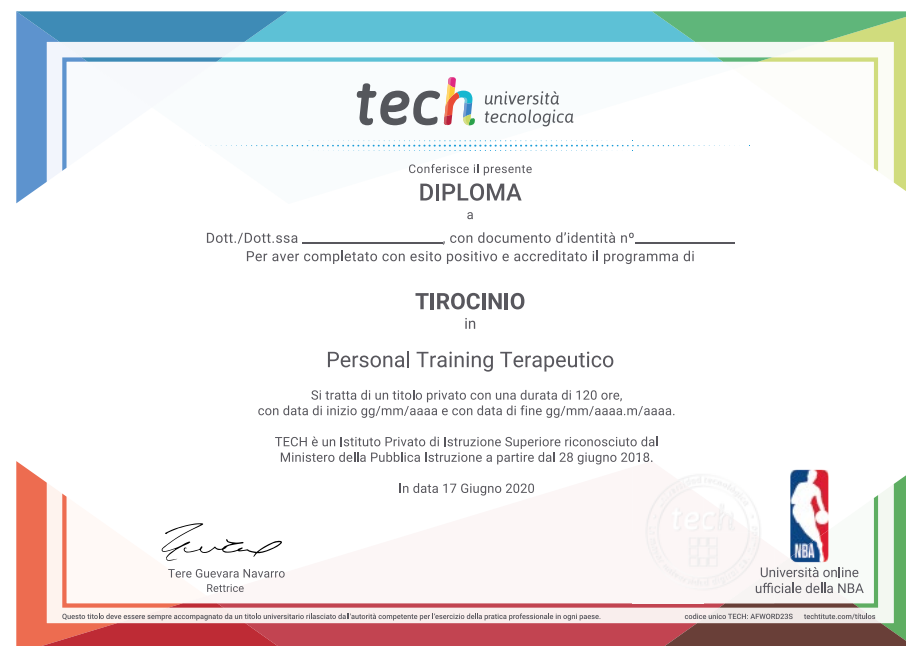 tech università
tecnologica
Conferisce il presente
DIPLOMA
a
Dott./Dott.ssa ____________________, con documento d'identità nº______________
Per aver completato con esito positivo e accreditato il programma di
TIROCINIO
in
Personal Training Terapeutico
Si tratta di un titolo privato con una durata di 120 ore,
con data di inizio gg/mm/aaaa e con data di fine gg/mm/aaaa.m/aaaa.
TECH è un Istituto Privato di Istruzione Superiore riconosciuto dal
Ministero della Pubblica Istruzione a partire dal 28 giugno 2018.
In data 17 Giugno 2020
tech
NBA
Tere Guevara Navarro
Rettrice
Università online
ufficiale della NBA
Questo titolo deve essere sempre accompagnato da un titolo universitario rilasciato dall'autorità competente per l'esercizio della pratica professionale in ogni paese.
codice unico TECH: AFWORD23S techtitute.com/titulos